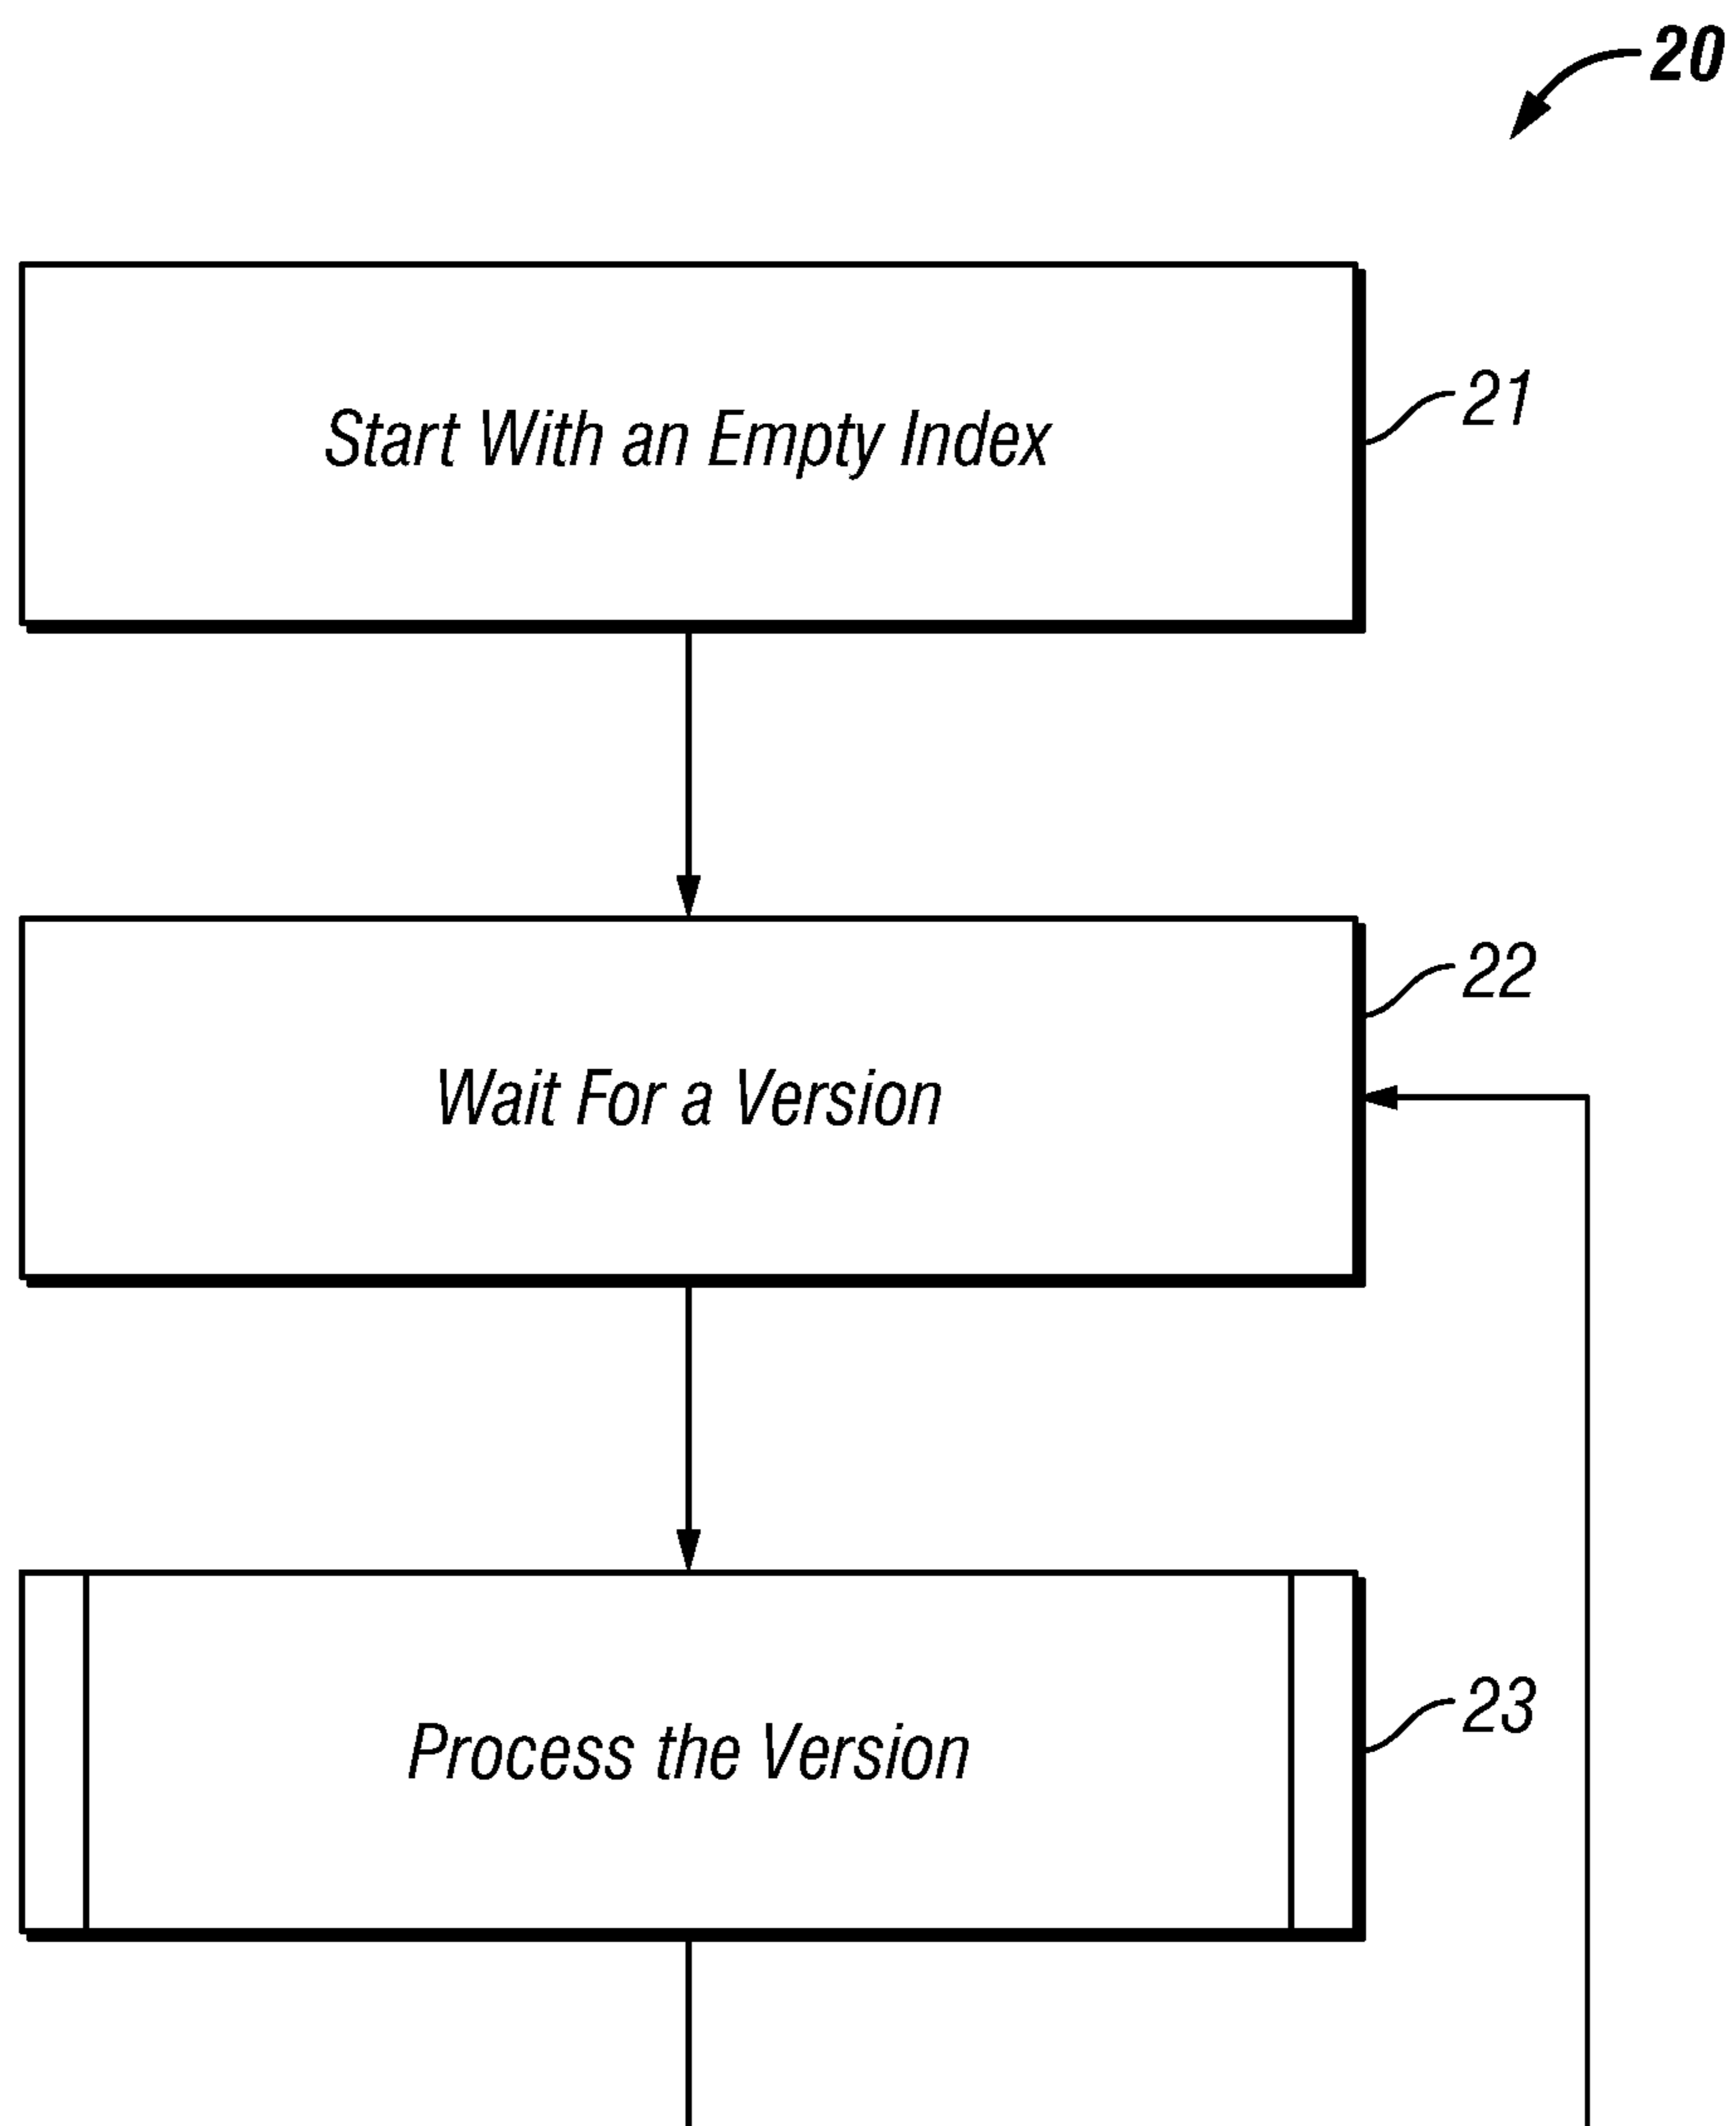 20
Start With an Empty Index
21
22
Wait For a Version
23
Process the Version